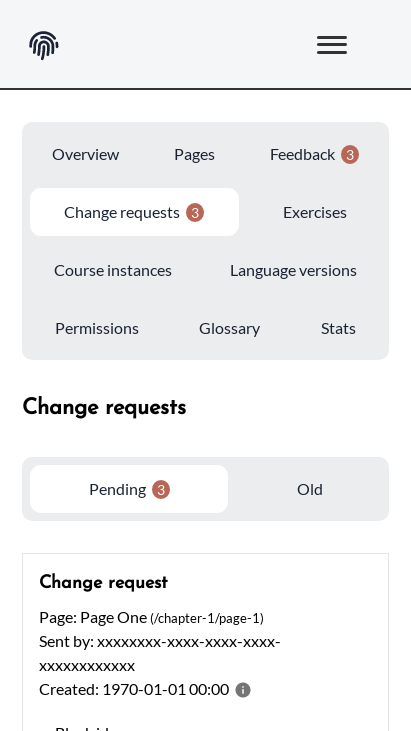 Overview Pages Feedback 3
Change requests 3 Exercises
Course instances Language versions
Permissions Glossary Stats
Change requests
Pending 3 Old
Change request
Page: Page One (/chapter-1/page-1)
Sent by: xxxxxxxx-xxxx-xxxx-xxxx-
xxxxxxxxxxxx
Created: 1970-01-01 00:00